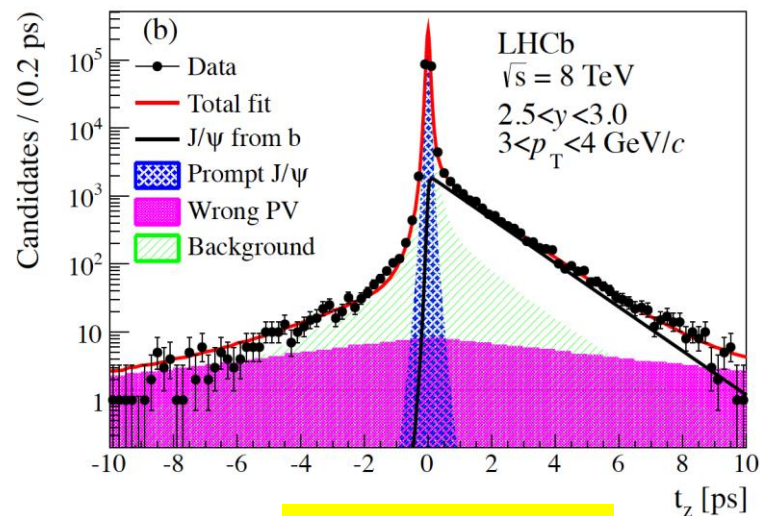 (b)
Data
Total fit
J/ψ from b
Prompt J/ψ
Wrong PV
Background
LHCb
√s = 8 TeV
2.5<y<3.0
3<p_T<4 GeV/c
Candidates / (0.2 ps)
10^5
10^4
10^3
10^2
10
1
-10 -8 -6 -4 -2 0 2 4 6 8 10
t_z [ps]